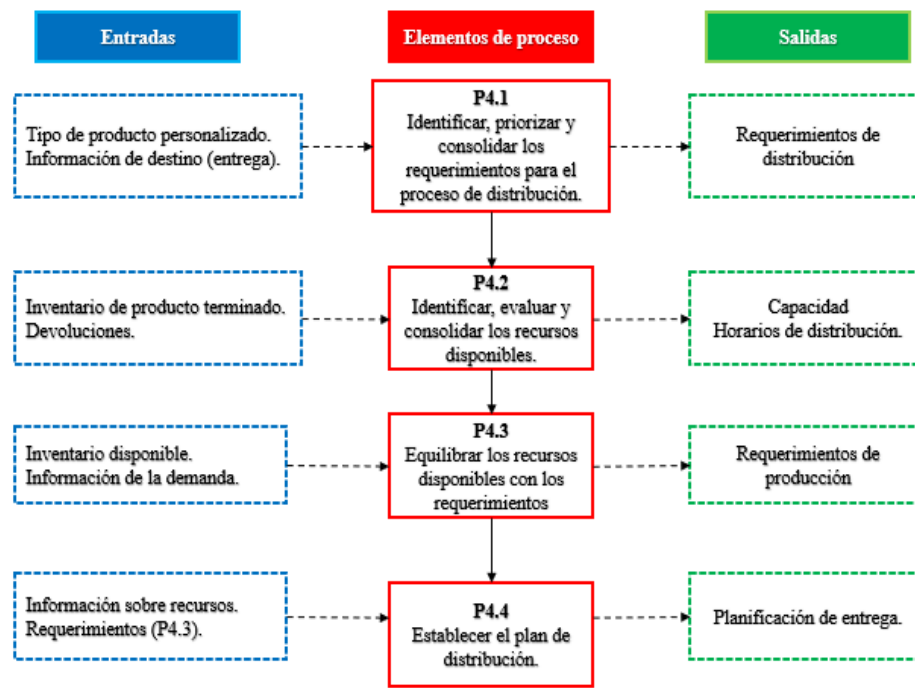 Entradas
Elementos de proceso
Salidas
Tipo de producto personalizado.
Información de destino (entrega).
P4.1
Identificar, priorizar y
consolidar los
requerimientos para el
proceso de distribución.
Requerimientos de
distribución
Inventario de producto terminado.
Devoluciones.
P4.2
Identificar, evaluar y
consolidar los recursos
disponibles.
Capacidad
Horarios de distribución.
Inventario disponible.
Información de la demanda.
P4.3
Equilibrar los recursos
disponibles con los
requerimientos
Requerimientos de
producción
Información sobre recursos.
Requerimientos (P4.3).
P4.4
Establecer el plan de
distribución.
Planificación de entrega.